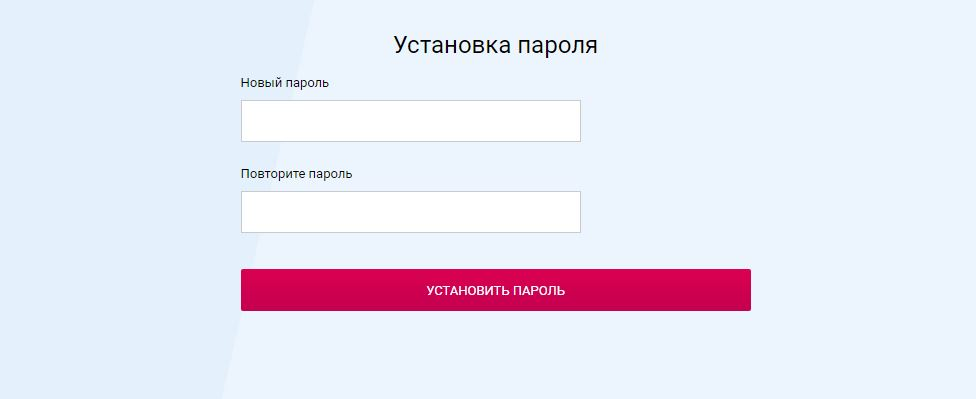 Установка пароля
Новый пароль
Повторите пароль
УСТАНОВИТЬ ПАРОЛЬ